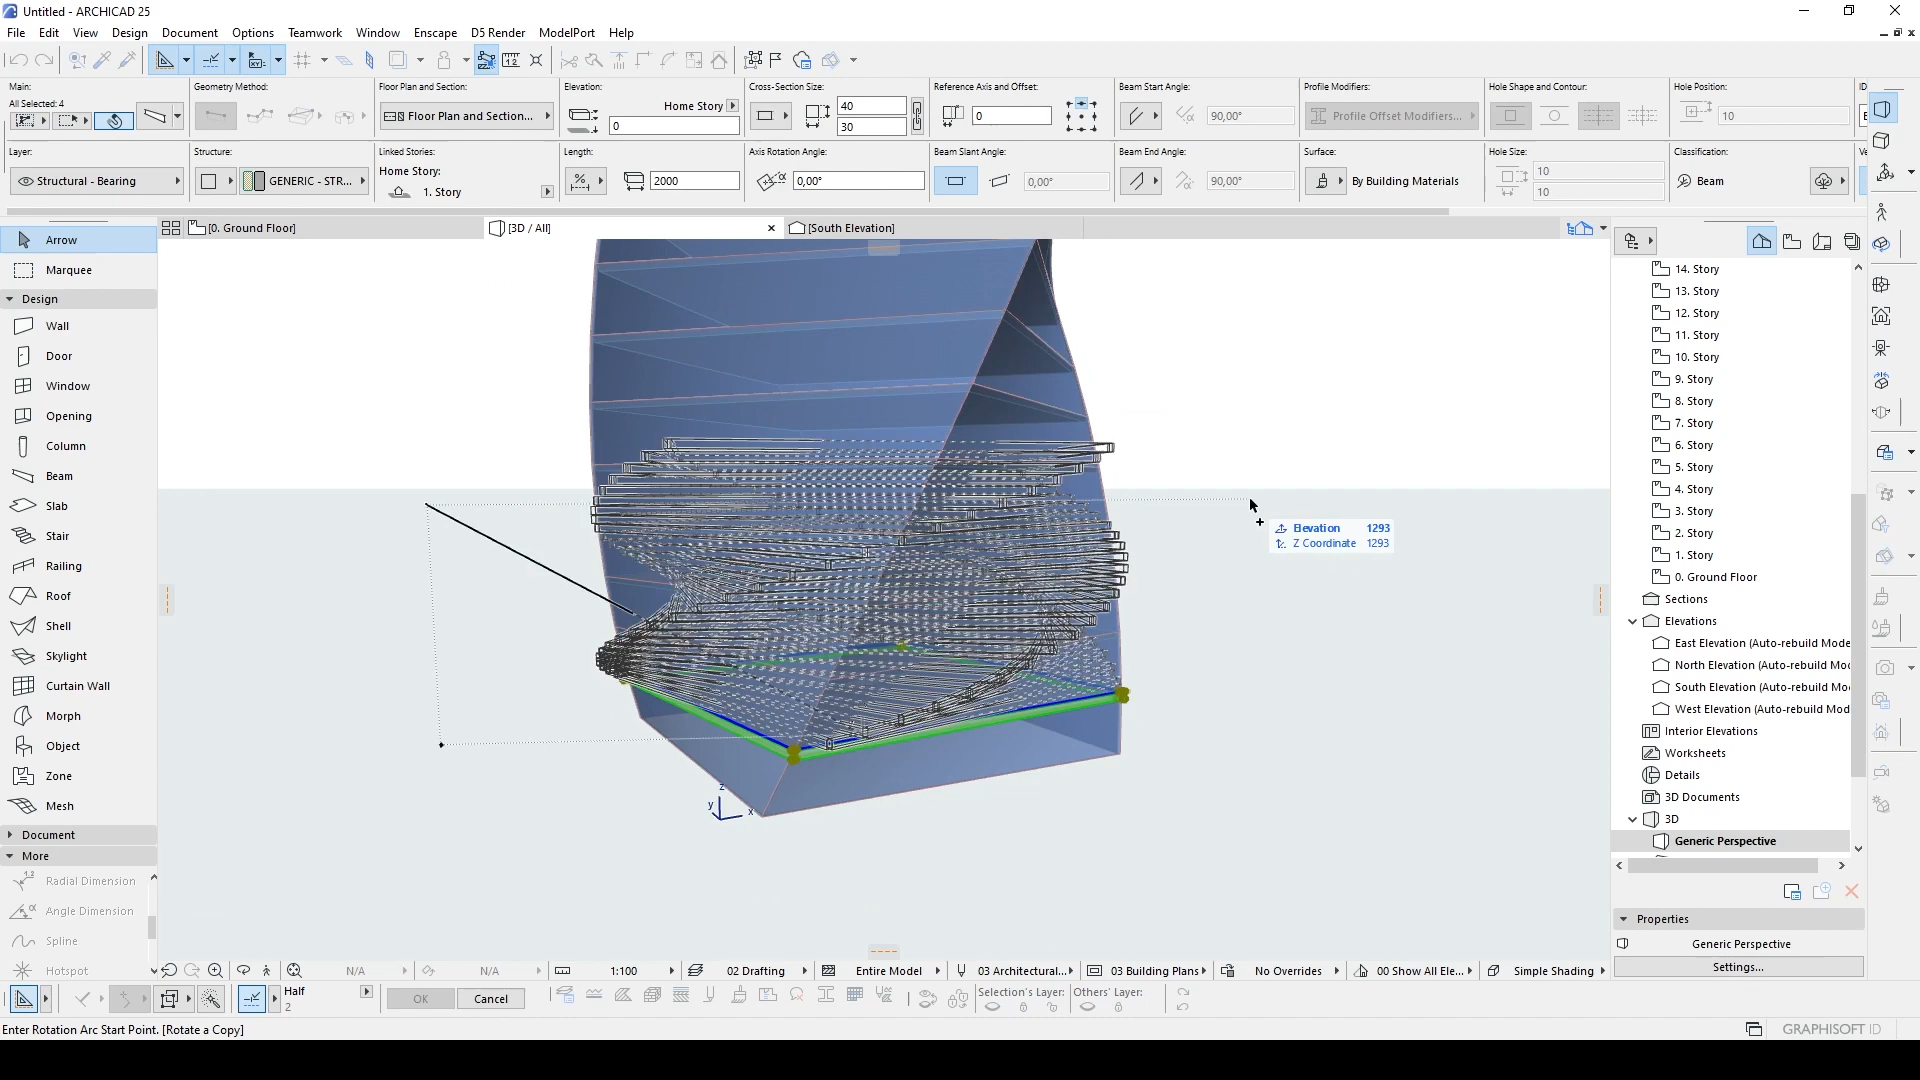 Untitled - ARCHICAD 25
File Edit View Design Document Options Teamwork Window Enscape D5 Render ModelPort Help
Main: Geometry Method: Floor Plan and Section: Elevation: Cross-Section Size: Reference Axis and Offset: Beam Start Angle: Profile Modifiers: Hole Shape and Contour: Hole Position: ID
All Selected: 4
Floor Plan and Section... Home Story 0 40 30 0 90,00° Profile Offset Modifiers... 10
Layer: Structure: Linked Stories: Length: Axis Rotation Angle: Beam Slant Angle: Beam End Angle: Surface: Hole Size: Classification:
Home Story:
Structural - Bearing GENERIC - STR... 1. Story 2000 0,00° 0,00° 90,00° By Building Materials 10 10 Beam
[0. Ground Floor] [3D / All] [South Elevation]
Arrow
Marquee
Design
Wall
Door
Window
Opening
Column
Beam
Slab
Stair
Railing
Roof
Shell
Skylight
Curtain Wall
Morph
Object
Zone
Mesh
Document
More
Radial Dimension
Angle Dimension
Spline
Hotspot
Elevation 1293
Z Coordinate 1293
z
y
x
14. Story
13. Story
12. Story
11. Story
10. Story
9. Story
8. Story
7. Story
6. Story
5. Story
4. Story
3. Story
2. Story
1. Story
0. Ground Floor
Sections
Elevations
East Elevation (Auto-rebuild Mode
North Elevation (Auto-rebuild Mo
South Elevation (Auto-rebuild Mo
West Elevation (Auto-rebuild Mod
Interior Elevations
Worksheets
Details
3D Documents
3D
Generic Perspective
Properties
Generic Perspective
Settings...
N/A N/A 1:100 02 Drafting Entire Model 03 Architectural... 03 Building Plans No Overrides 00 Show All Ele... Simple Shading
Half
2
OK Cancel
Selection's Layer: Others' Layer:
Enter Rotation Arc Start Point. [Rotate a Copy]
GRAPHISOFT ID